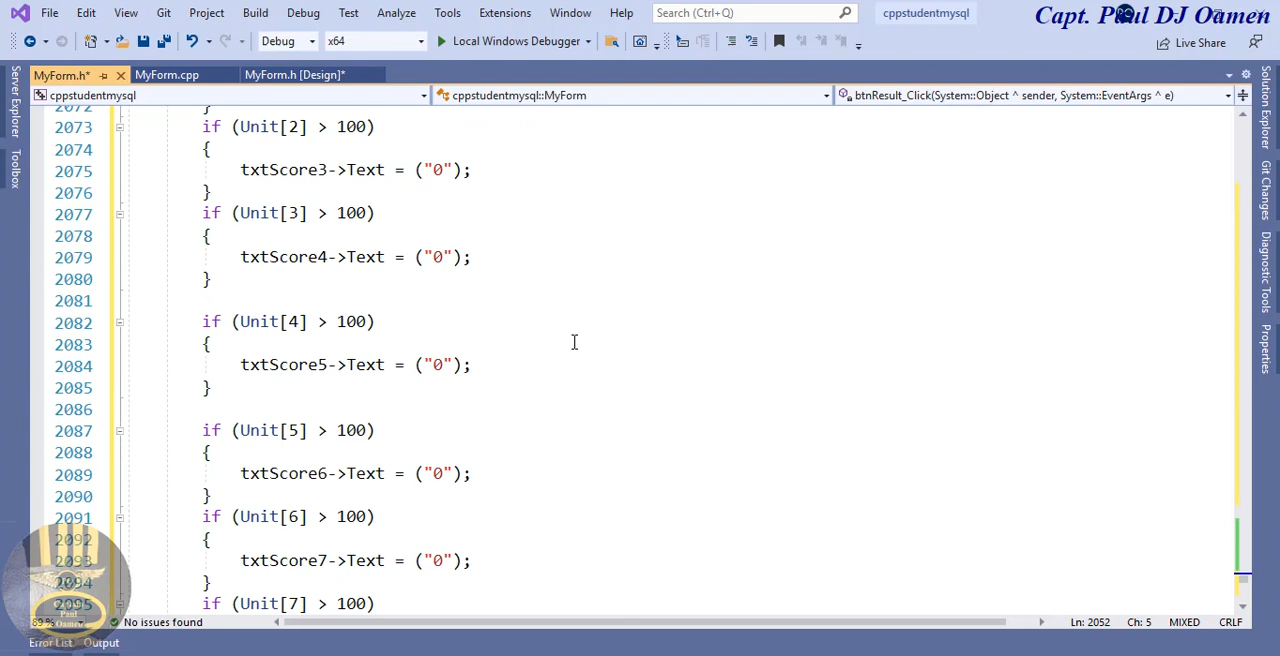 File Edit View Git Project Build Debug Test Analyze Tools Extensions Window Help Search (Ctrl+Q) cppstudentmysql
Capt. Paul DJ Oamen
Debug x64 Local Windows Debugger Live Share
MyForm.h* MyForm.cpp MyForm.h [Design]*
cppstudentmysql cppstudentmysql::MyForm btnResult_Click(System::Object ^ sender, System::EventArgs ^ e)
Server Explorer
Toolbox
Solution Explorer
Git Changes
Diagnostic Tools
Properties
2072 }
2073 if (Unit[2] > 100)
2074 {
2075 txtScore3->Text = ("0");
2076 }
2077 if (Unit[3] > 100)
2078 {
2079 txtScore4->Text = ("0");
2080 }
2081
2082 if (Unit[4] > 100)
2083 {
2084 txtScore5->Text = ("0");
2085 }
2086
2087 if (Unit[5] > 100)
2088 {
2089 txtScore6->Text = ("0");
2090 }
2091 if (Unit[6] > 100)
2092 {
2093 txtScore7->Text = ("0");
2094 }
2095 if (Unit[7] > 100)
Paul
Oamen
89 % No issues found Ln: 2052 Ch: 5 MIXED CRLF
Error List Output